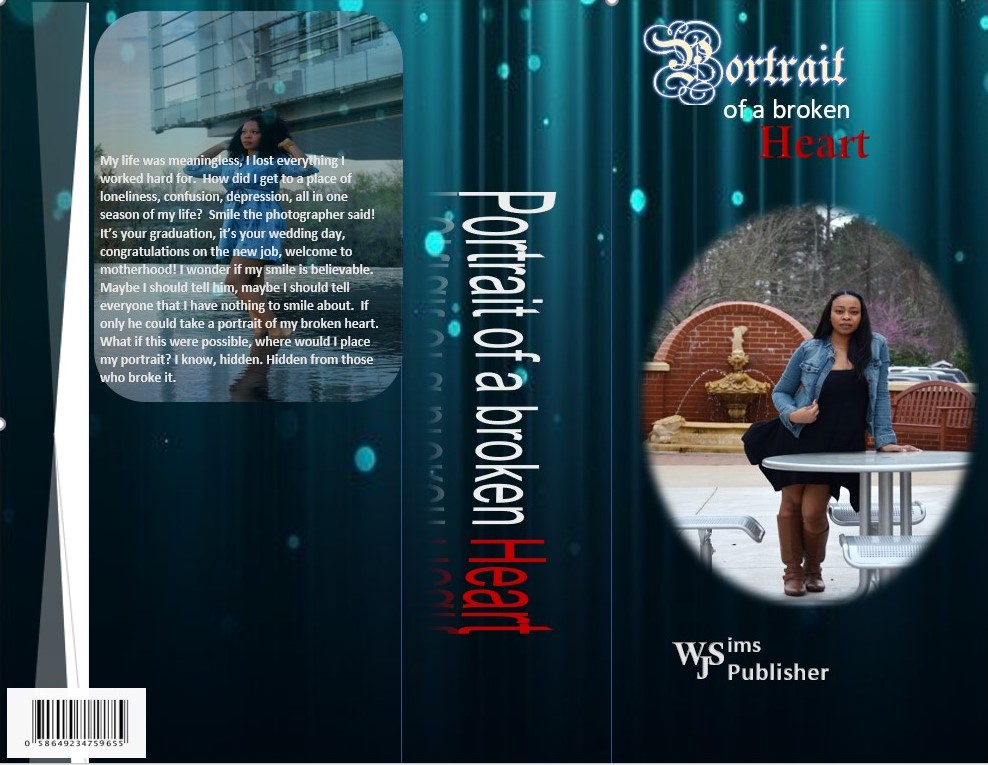 My life was meaningless, I lost everything I
worked hard for.  How did I get to a place of
loneliness, confusion, depression, all in one
season of my life?  Smile the photographer said!
It's your graduation, it's your wedding day,
congratulations on the new job, welcome to
motherhood! I wonder if my smile is believable.
Maybe I should tell him, maybe I should tell
everyone that I have nothing to smile about.  If
only he could take a portrait of my broken heart.
What if this were possible, where would I place
my portrait? I know, hidden. Hidden from those
who broke it.
0 58649234759655
Portrait of a broken Heart
Portrait
of a broken
Heart
WJSims
Publisher